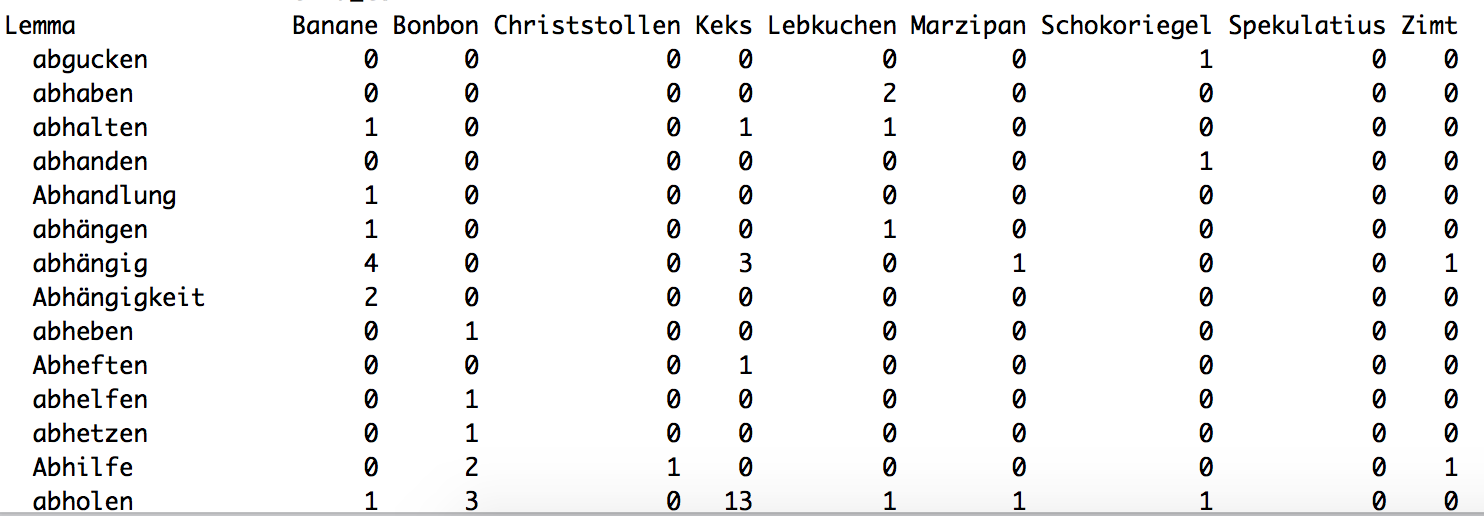 Lemma Banane Bonbon Christstollen Keks Lebkuchen Marzipan Schokoriegel Spekulatius Zimt
abgucken 0 0 0 0 0 0 1 0 0
abhaben 0 0 0 0 2 0 0 0 0
abhalten 1 0 0 1 1 0 0 0 0
abhanden 0 0 0 0 0 0 1 0 0
Abhandlung 1 0 0 0 0 0 0 0 0
abhängen 1 0 0 0 1 0 0 0 0
abhängig 4 0 0 3 0 1 0 0 1
Abhängigkeit 2 0 0 0 0 0 0 0 0
abheben 0 1 0 0 0 0 0 0 0
Abheften 0 0 0 1 0 0 0 0 0
abhelfen 0 1 0 0 0 0 0 0 0
abhetzen 0 1 0 0 0 0 0 0 0
Abhilfe 0 2 1 0 0 0 0 0 1
abholen 1 3 0 13 1 1 1 0 0